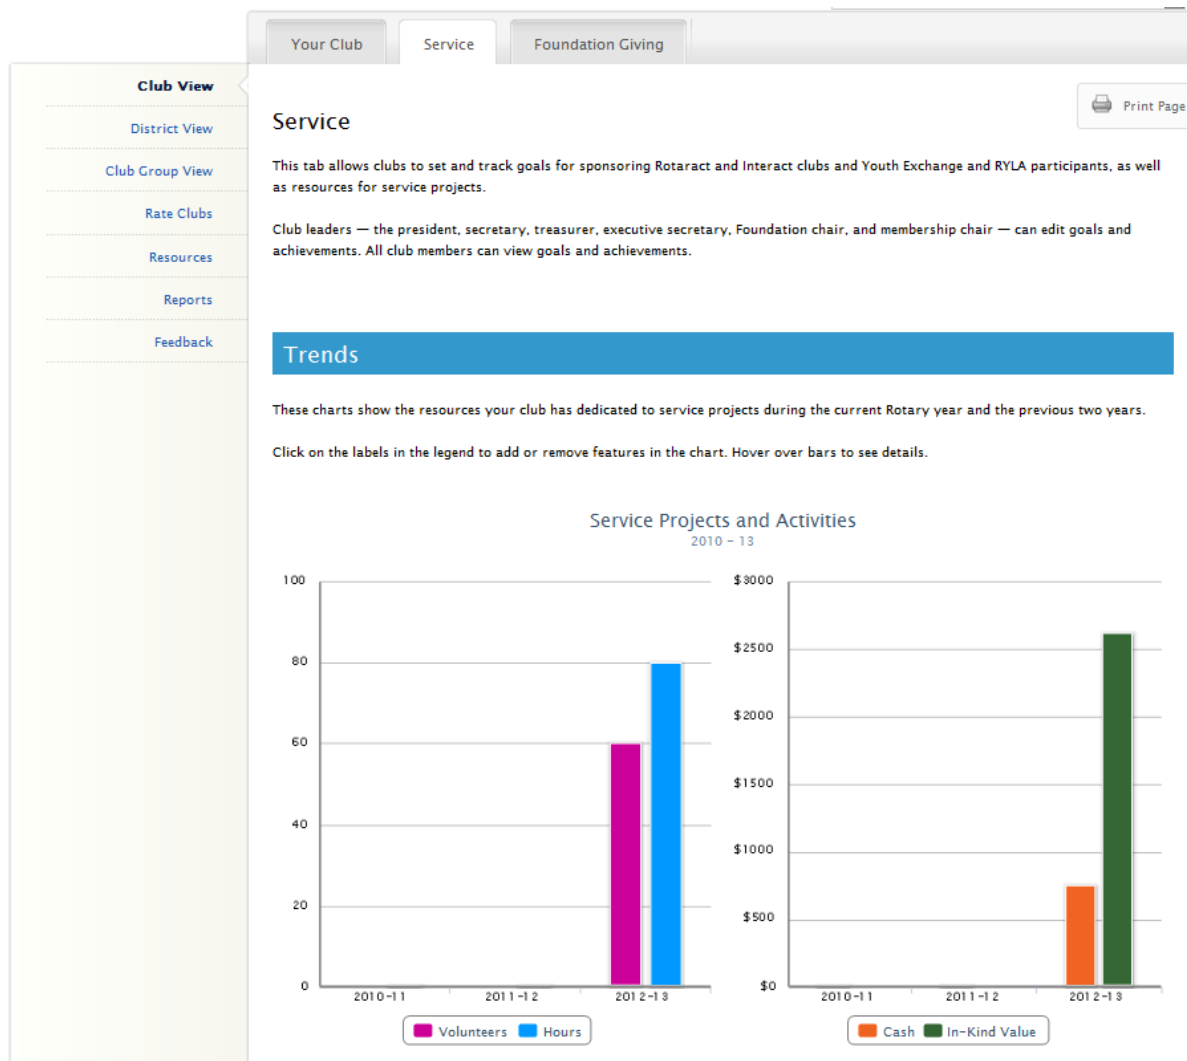 Your Club
Service
Foundation Giving
Club View
District View
Club Group View
Rate Clubs
Resources
Reports
Feedback
Print Page
Service
This tab allows clubs to set and track goals for sponsoring Rotaract and Interact clubs and Youth Exchange and RYLA participants, as well
as resources for service projects.
Club leaders — the president, secretary, treasurer, executive secretary, Foundation chair, and membership chair — can edit goals and
achievements. All club members can view goals and achievements.
Trends
These charts show the resources your club has dedicated to service projects during the current Rotary year and the previous two years.
Click on the labels in the legend to add or remove features in the chart. Hover over bars to see details.
Service Projects and Activities
2010 - 13
100
80
60
40
20
0
2010-11
2011-12
2012-13
Volunteers
Hours
$3000
$2500
$2000
$1500
$1000
$500
$0
2010-11
2011-12
2012-13
Cash
In-Kind Value